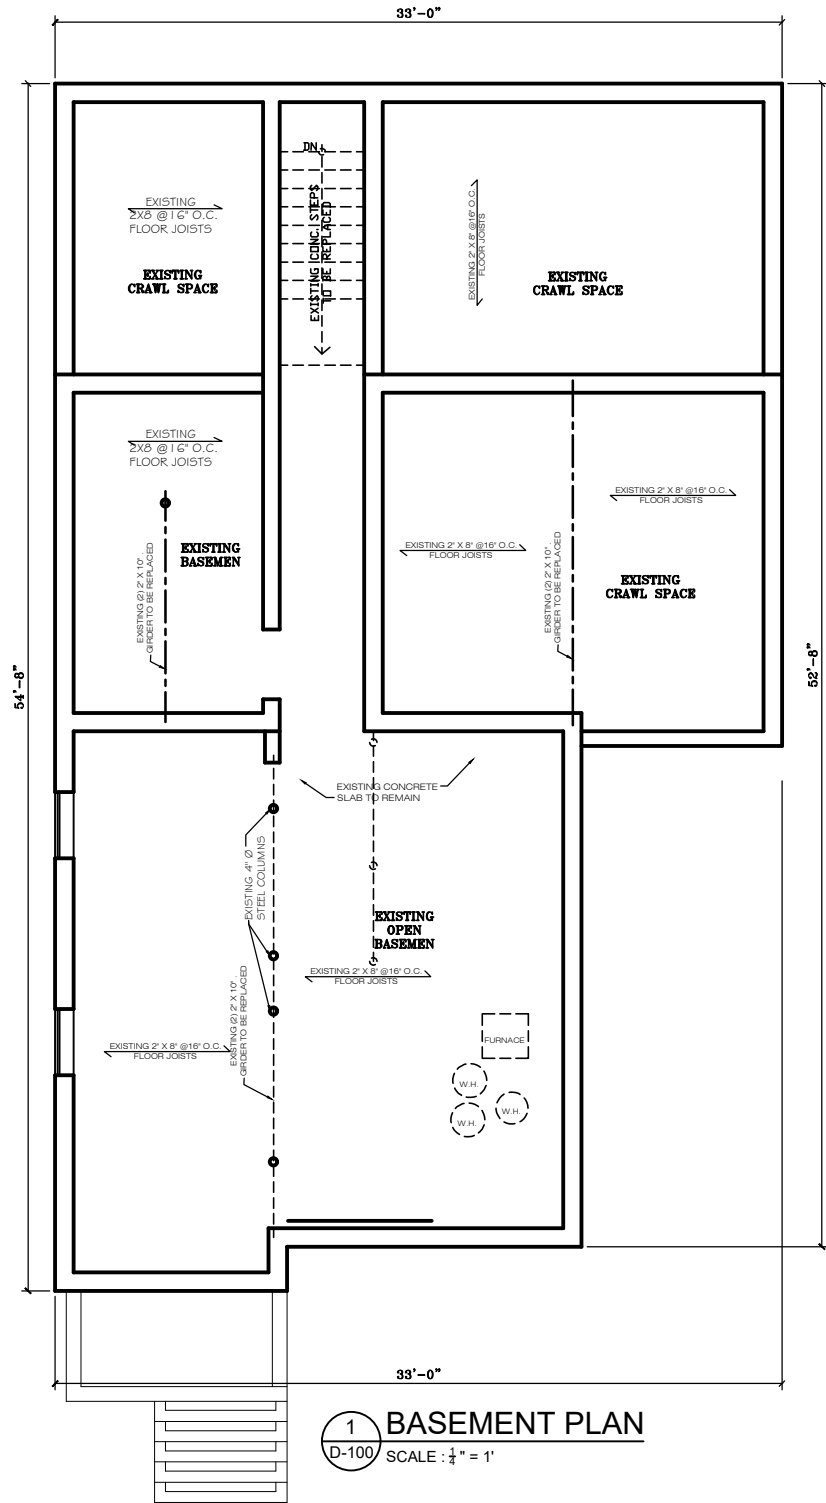 33'-0"
DN
EXISTING
2X8 @16" O.C.
FLOOR JOISTS
EXISTING
CRAWL SPACE
EXISTING CONC. STEPS
TO BE REPLACED
EXISTING 2" X 8" @16" O.C.
FLOOR JOISTS
EXISTING
CRAWL SPACE
EXISTING
2X8 @16" O.C.
FLOOR JOISTS
EXISTING
BASEMEN
EXISTING (2) 2" X 10" .
GIRDER TO BE REPLACED
EXISTING 2" X 8" @16" O.C.
FLOOR JOISTS
EXISTING 2" X 8" @16" O.C.
FLOOR JOISTS
EXISTING (2) 2" X 10" .
GIRDER TO BE REPLACED
EXISTING
CRAWL SPACE
54'-8"
52'-8"
EXISTING CONCRETE
SLAB TO REMAIN
EXISTING 4" Ø
STEEL COLUMNS
EXISTING
OPEN
BASEMEN
EXISTING 2" X 8" @16" O.C.
FLOOR JOISTS
EXISTING (2) 2" X 10" .
GIRDER TO BE REPLACED
EXISTING 2" X 8" @16" O.C.
FLOOR JOISTS
FURNACE
W.H.
W.H.
W.H.
33'-0"
1
D-100
BASEMENT PLAN
SCALE : 1/4 " = 1'